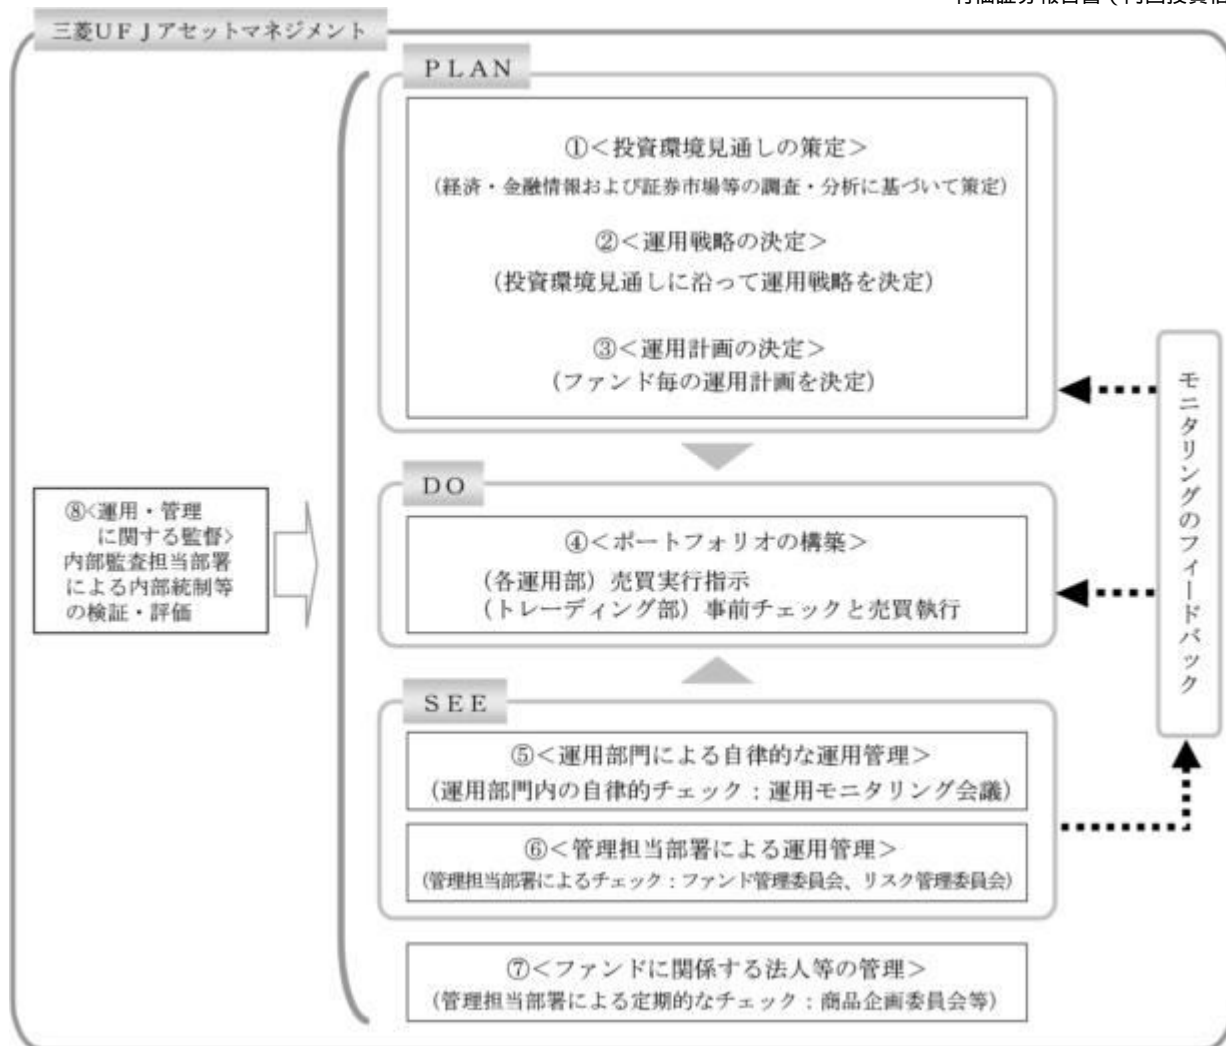 三菱UFJアセットマネジメント
PLAN
①<投資環境見通しの策定>
(経済・金融情報および証券市場等の調査・分析に基づいて策定)
②<運用戦略の決定>
(投資環境見通しに沿って運用戦略を決定)
③<運用計画の決定>
(ファンド毎の運用計画を決定)
DO
④<ポートフォリオの構築>
(各運用部)売買実行指示
(トレーディング部)事前チェックと売買執行
SEE
⑤<運用部門による自律的な運用管理>
(運用部門内の自律的チェック:運用モニタリング会議)
⑥<管理担当部署による運用管理>
(管理担当部署によるチェック:ファンド管理委員会、リスク管理委員会)
⑦<ファンドに関係する法人等の管理>
(管理担当部署による定期的なチェック:商品企画委員会等)
⑧<運用・管理
に関する監督>
内部監査担当部署
による内部統制等
の検証・評価
モニタリングのフィードバック